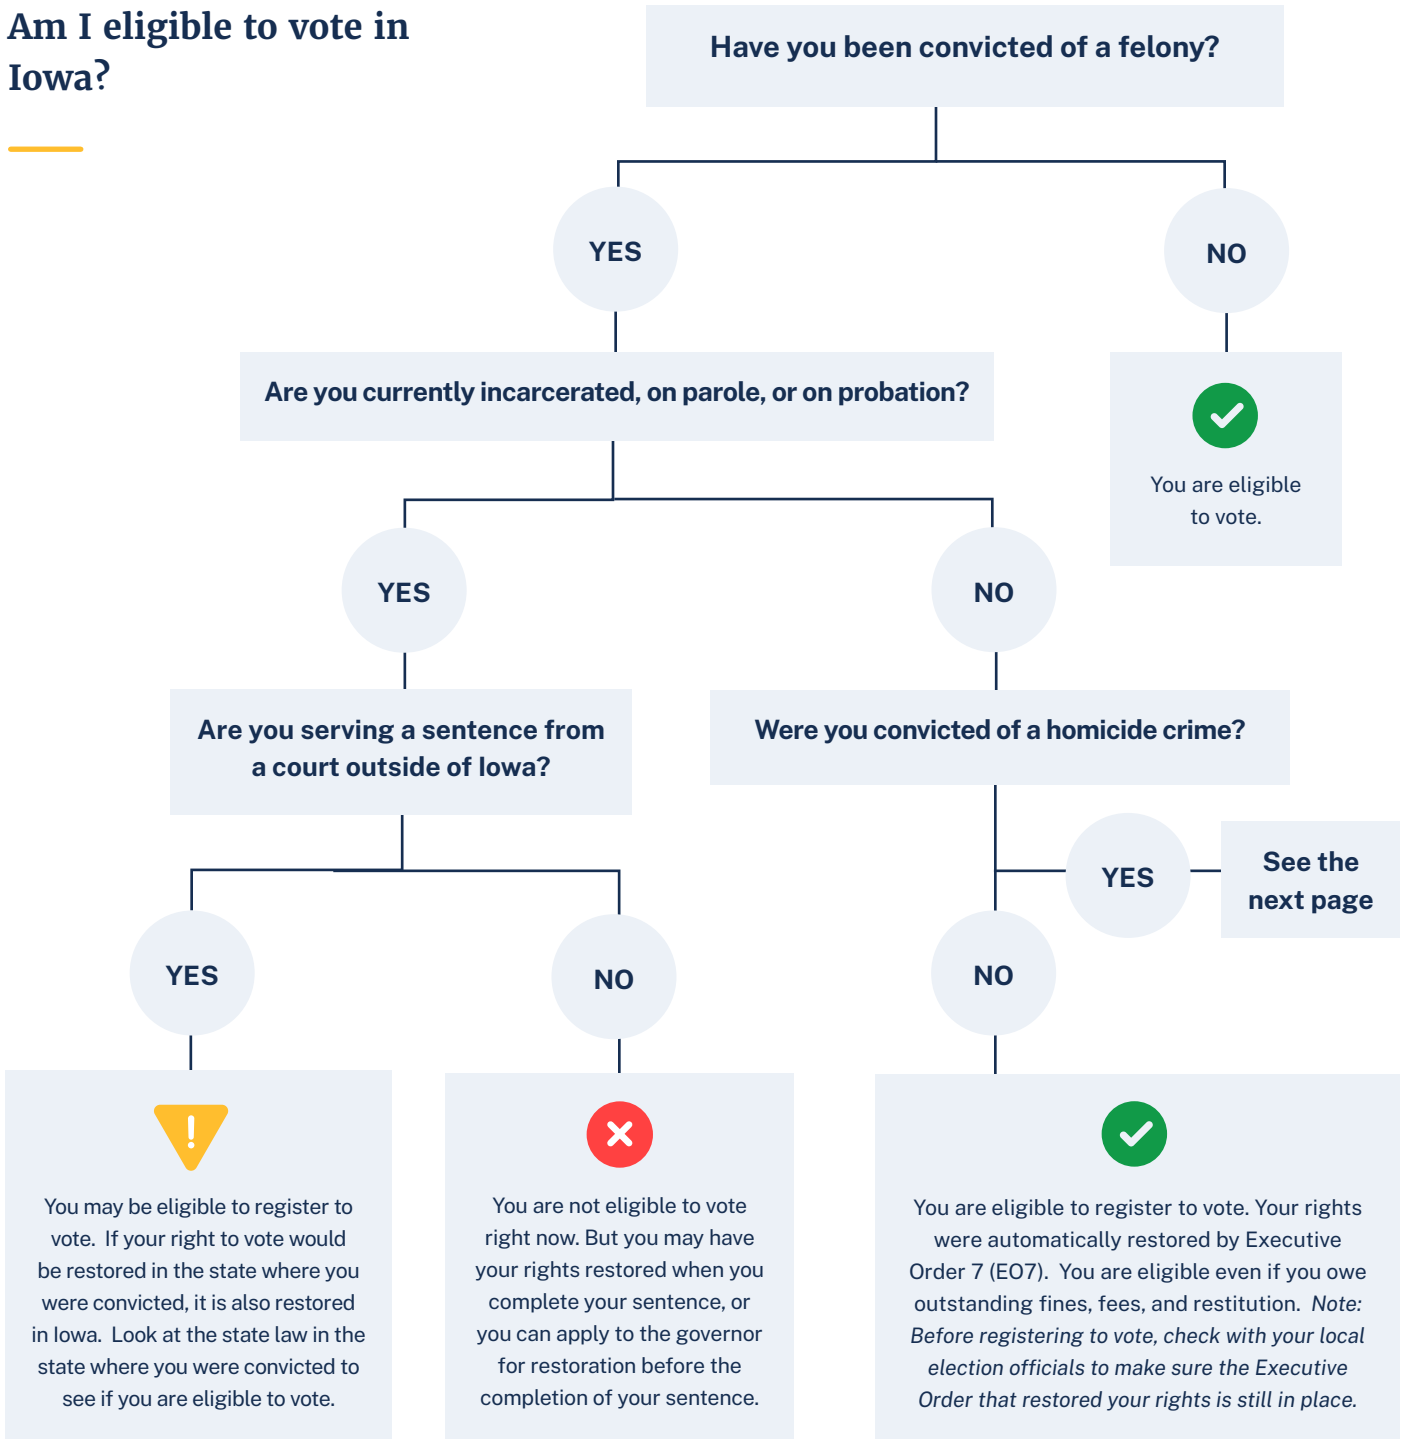 Am I eligible to vote in
Iowa?
Have you been convicted of a felony?
YES
NO
Are you currently incarcerated, on parole, or on probation?
You are eligible
to vote.
YES
NO
Are you serving a sentence from
a court outside of Iowa?
Were you convicted of a homicide crime?
YES
See the
next page
YES
NO
NO
You may be eligible to register to
vote. If your right to vote would
be restored in the state where you
were convicted, it is also restored
in Iowa. Look at the state law in the
state where you were convicted to
see if you are eligible to vote.
You are not eligible to vote
right now. But you may have
your rights restored when you
complete your sentence, or
you can apply to the governor
for restoration before the
completion of your sentence.
You are eligible to register to vote. Your rights
were automatically restored by Executive
Order 7 (EO7). You are eligible even if you owe
outstanding fines, fees, and restitution. Note:
Before registering to vote, check with your local
election officials to make sure the Executive
Order that restored your rights is still in place.